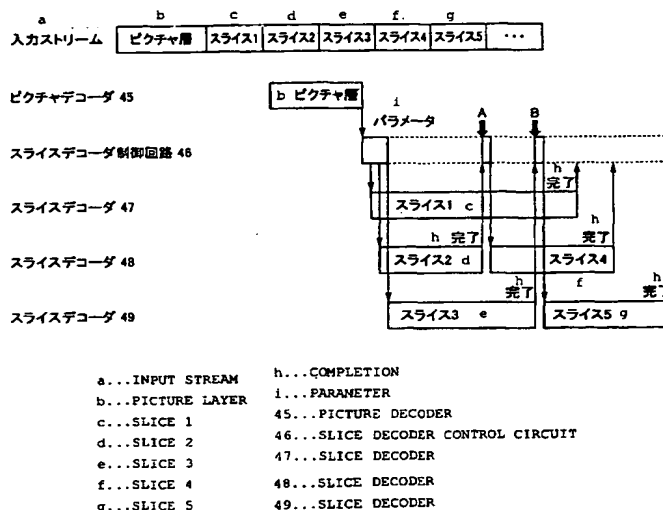 a b c d e f. g
入力ストリーム ピクチャ層 スライス1 スライス2 スライス3 スライス4 スライス5 ···
ピクチャデコーダ 45 b ピクチャ層 i
パラメータ A B
スライスデコーダ制御回路 46
h
完了
スライスデコーダ 47 スライス1 c
h 完了 h 完了
スライスデコーダ 48 スライス2 d スライス4
h 完了 f h 完了
スライスデコーダ 49 スライス3 e スライス5 g
a...INPUT STREAM
b...PICTURE LAYER
c...SLICE 1
d...SLICE 2
e...SLICE 3
f...SLICE 4
g...SLICE 5
h...COMPLETION
i...PARAMETER
45...PICTURE DECODER
46...SLICE DECODER CONTROL CIRCUIT
47...SLICE DECODER
48...SLICE DECODER
49...SLICE DECODER